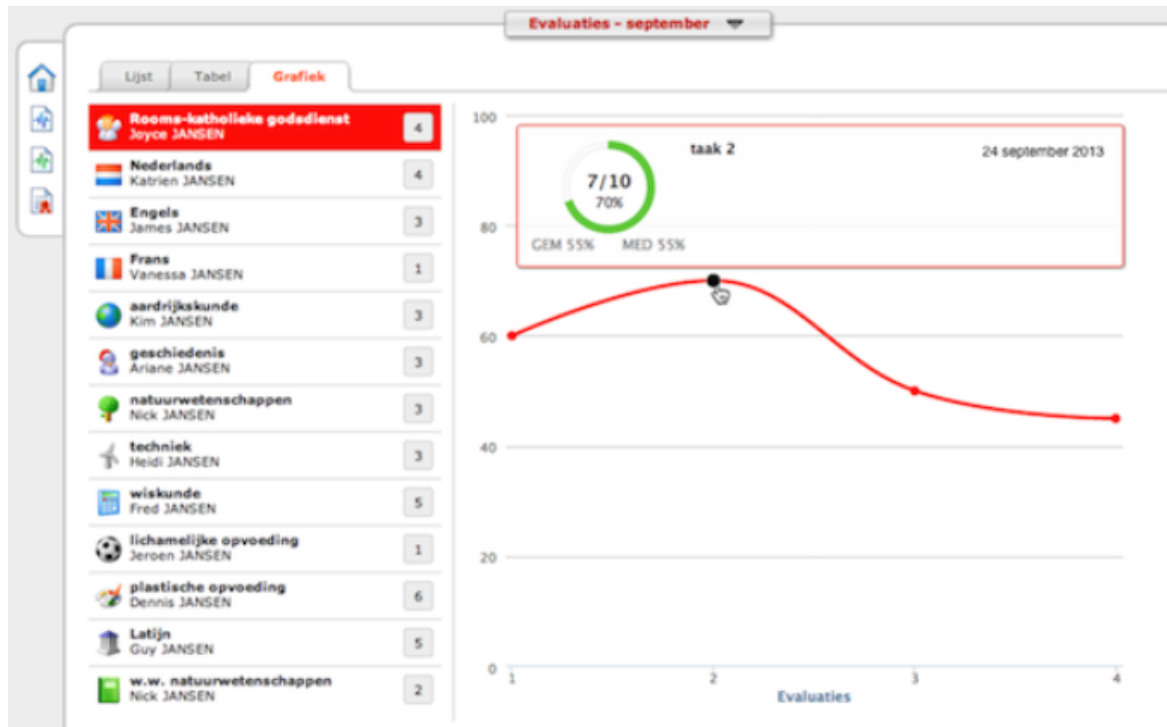 Evaluaties - september
Lijst Tabel Grafiek
Rooms-katholieke godsdienst
Joyce JANSEN
4
Nederlands
Katrien JANSEN
4
Engels
James JANSEN
3
Frans
Vanessa JANSEN
1
aardrijkskunde
Kim JANSEN
3
geschiedenis
Ariane JANSEN
3
natuurwetenschappen
Nick JANSEN
3
techniek
Heidi JANSEN
3
wiskunde
Fred JANSEN
5
lichamelijke opvoeding
Jeroen JANSEN
1
plastische opvoeding
Dennis JANSEN
6
Latijn
Guy JANSEN
5
w.w. natuurwetenschappen
Nick JANSEN
2
100
taak 2
24 september 2013
7/10
70%
GEM 55% MED 55%
80
60
40
20
0
1 2 3 4
Evaluaties